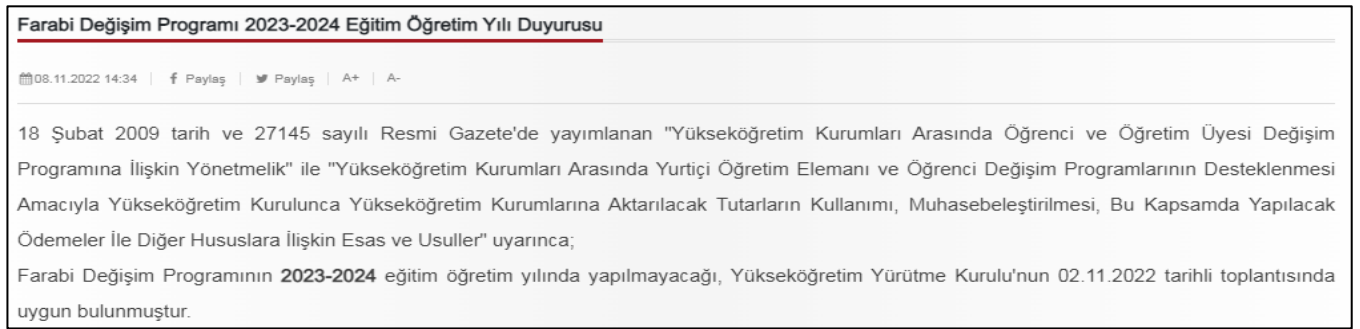 Farabi Değişim Programı 2023-2024 Eğitim Öğretim Yılı Duyurusu
08.11.2022 14:34 | Paylaş | Paylaş | A+ | A-
18 Şubat 2009 tarih ve 27145 sayılı Resmi Gazete'de yayımlanan "Yükseköğretim Kurumları Arasında Öğrenci ve Öğretim Üyesi Değişim
Programına İlişkin Yönetmelik" ile "Yükseköğretim Kurumları Arasında Yurtiçi Öğretim Elemanı ve Öğrenci Değişim Programlarının Desteklenmesi
Amacıyla Yükseköğretim Kurulunca Yükseköğretim Kurumlarına Aktarılacak Tutarların Kullanımı, Muhasebeleştirilmesi, Bu Kapsamda Yapılacak
Ödemeler İle Diğer Hususlara İlişkin Esas ve Usuller" uyarınca;
Farabi Değişim Programının 2023-2024 eğitim öğretim yılında yapılmayacağı, Yükseköğretim Yürütme Kurulu'nun 02.11.2022 tarihli toplantısında
uygun bulunmuştur.